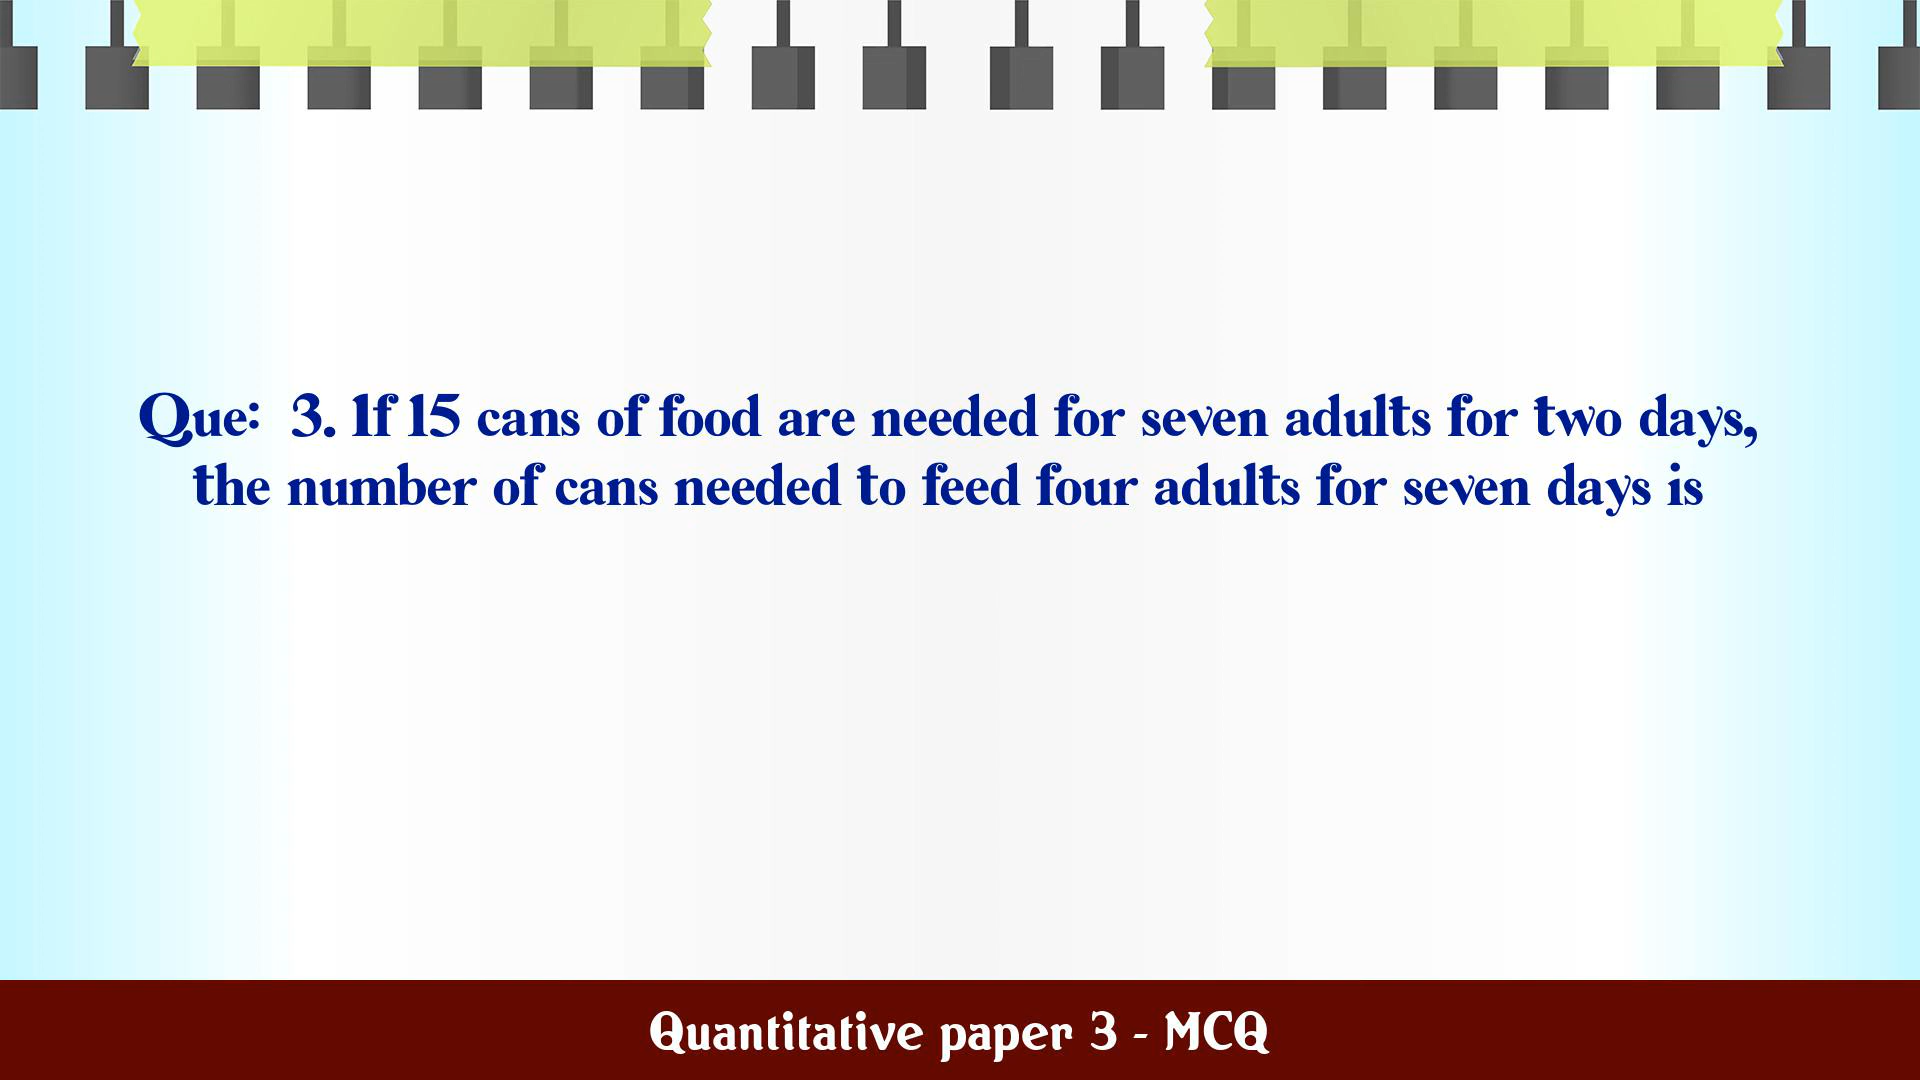 Que:  3. If 15 cans of food are needed for seven adults for two days,
the number of cans needed to feed four adults for seven days is
Quantitative paper 3 - MCQ